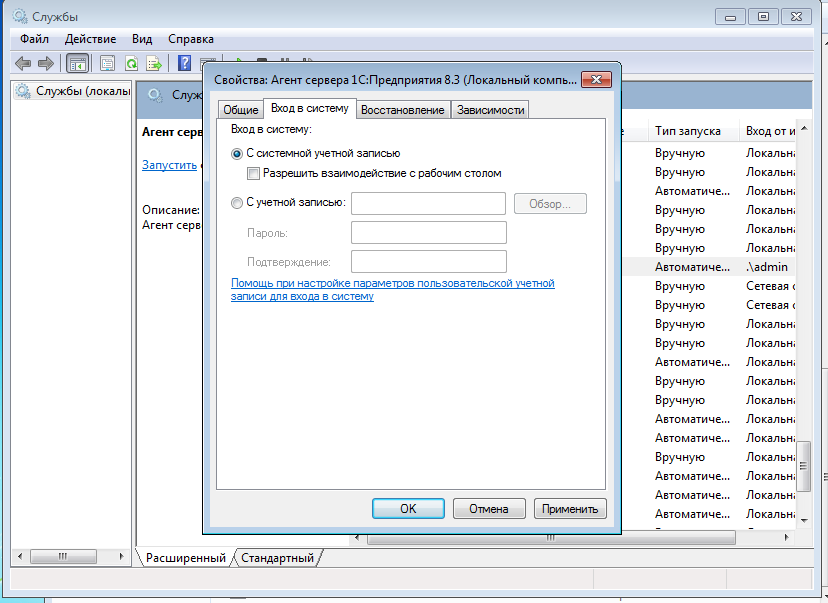 Службы
Файл Действие Вид Справка
Службы (локалы
Служ
Агент серв
Запустить
Описание:
Агент серв
Свойства: Агент сервера 1С:Предприятия 8.3 (Локальный компь...
Общие Вход в систему Восстановление Зависимости
Вход в систему:
С системной учетной записью
Разрешить взаимодействие с рабочим столом
С учетной записью:
Обзор...
Пароль:
Подтверждение:
Помощь при настройке параметров пользовательской учетной
записи для входа в систему
ОК Отмена Применить
Тип запуска Вход от и
Вручную Локальна
Вручную Локальна
Автоматиче... Локальна
Вручную Локальна
Вручную Локальна
Вручную Локальна
Автоматиче... .\admin
Вручную Сетевая с
Вручную Сетевая с
Вручную Локальна
Вручную Локальна
Автоматиче... Локальна
Вручную Локальна
Вручную Локальна
Автоматиче... Локальна
Автоматиче... Локальна
Вручную Локальна
Автоматиче... Локальна
Автоматиче... Локальна
Автоматиче... Локальна
Расширенный Стандартный